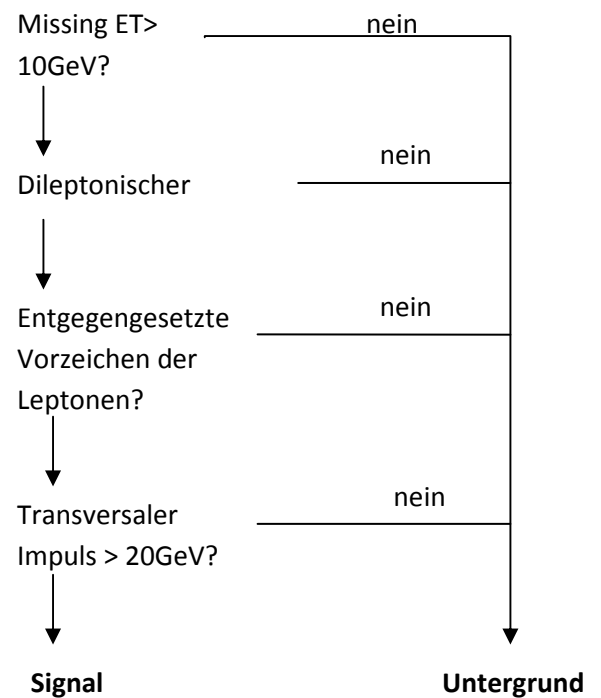 Missing ET>
nein
10GeV?
nein
Dileptonischer
nein
Entgegengesetzte
Vorzeichen der
Leptonen?
nein
Transversaler
Impuls > 20GeV?
Signal
Untergrund